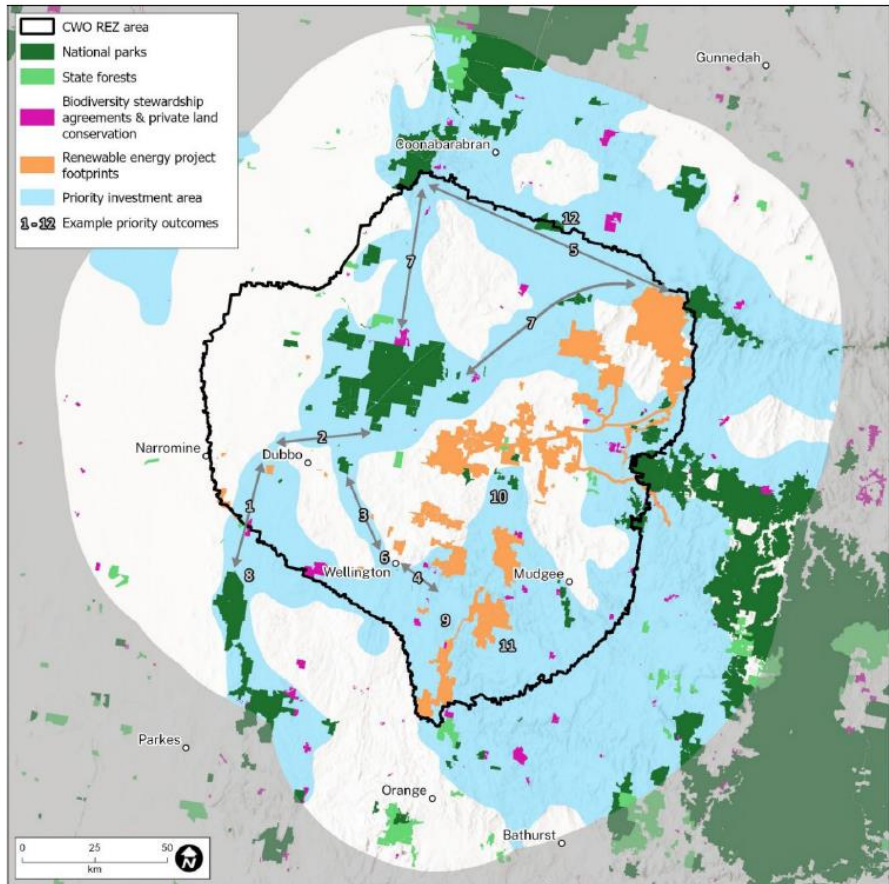 CWO REZ area
National parks
State forests
Biodiversity stewardship
agreements & private land
conservation
Renewable energy project
footprints
Priority investment area
1 - 12 Example priority outcomes
Gunnedah
Coonabarabran
12
5
7
7
Narromine
2
Dubbo
1
3
10
8
6
Wellington
4
Mudgee
9
11
Parkes
Orange
Bathurst
0 25 50
km
N